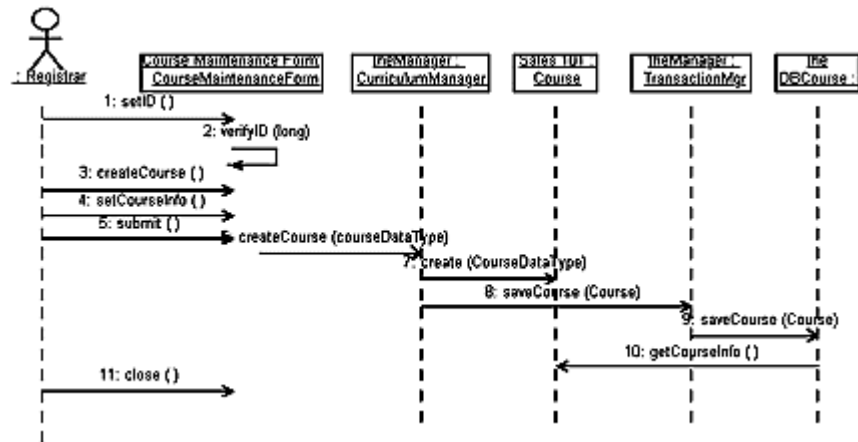 Course Maintenance Form :
CourseMaintenanceForm
theManager :
CurriculumManager
Sales 101 :
Course
theManager :
TransactionMgr
the
DBCourse :
: Registrar
1: setID ( )
2: verifyID (long)
3: createCourse ( )
4: setCourseInfo ( )
5: submit ( )
createCourse (courseDataType)
7: create (CourseDataType)
8: saveCourse (Course)
9: saveCourse (Course)
10: getCourseInfo ( )
11: close ( )